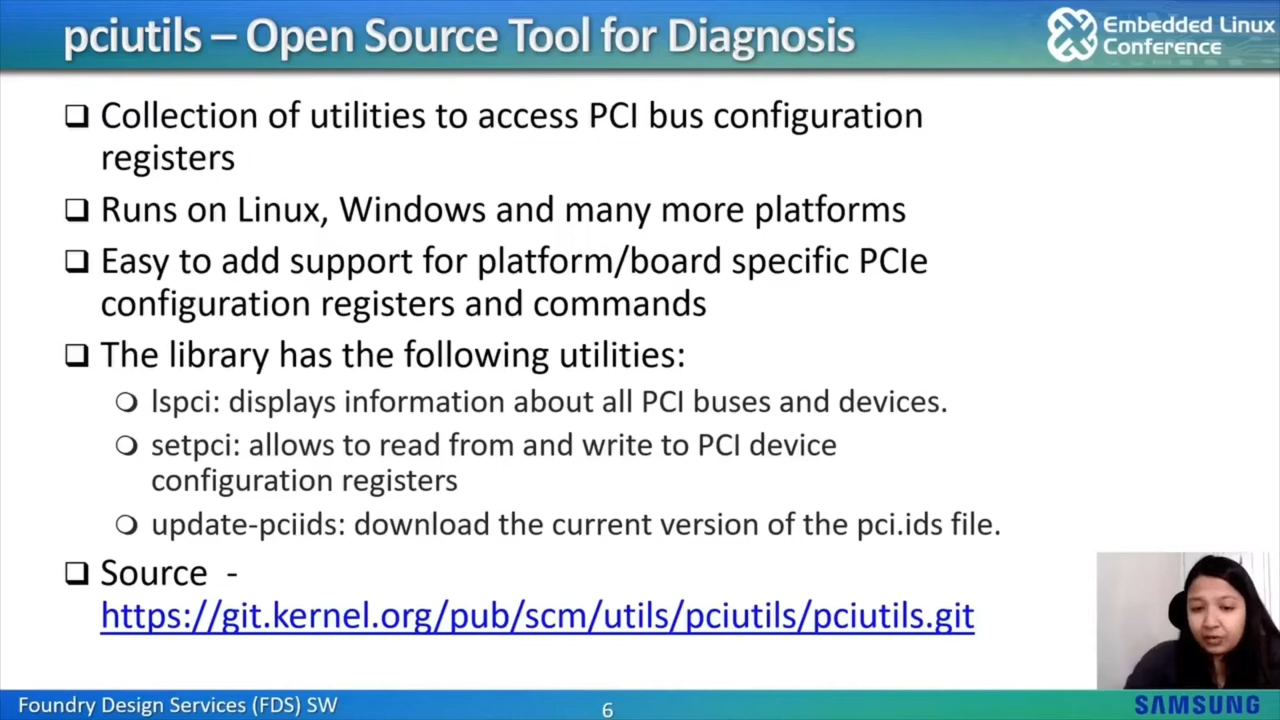 pciutils – Open Source Tool for Diagnosis
Embedded Linux
Conference
❑ Collection of utilities to access PCI bus configuration
registers
❑ Runs on Linux, Windows and many more platforms
❑ Easy to add support for platform/board specific PCIe
configuration registers and commands
❑ The library has the following utilities:
❍ lspci: displays information about all PCI buses and devices.
❍ setpci: allows to read from and write to PCI device
configuration registers
❍ update-pciids: download the current version of the pci.ids file.
❑ Source -
https://git.kernel.org/pub/scm/utils/pciutils/pciutils.git
Foundry Design Services (FDS) SW
6
SAMSUNG